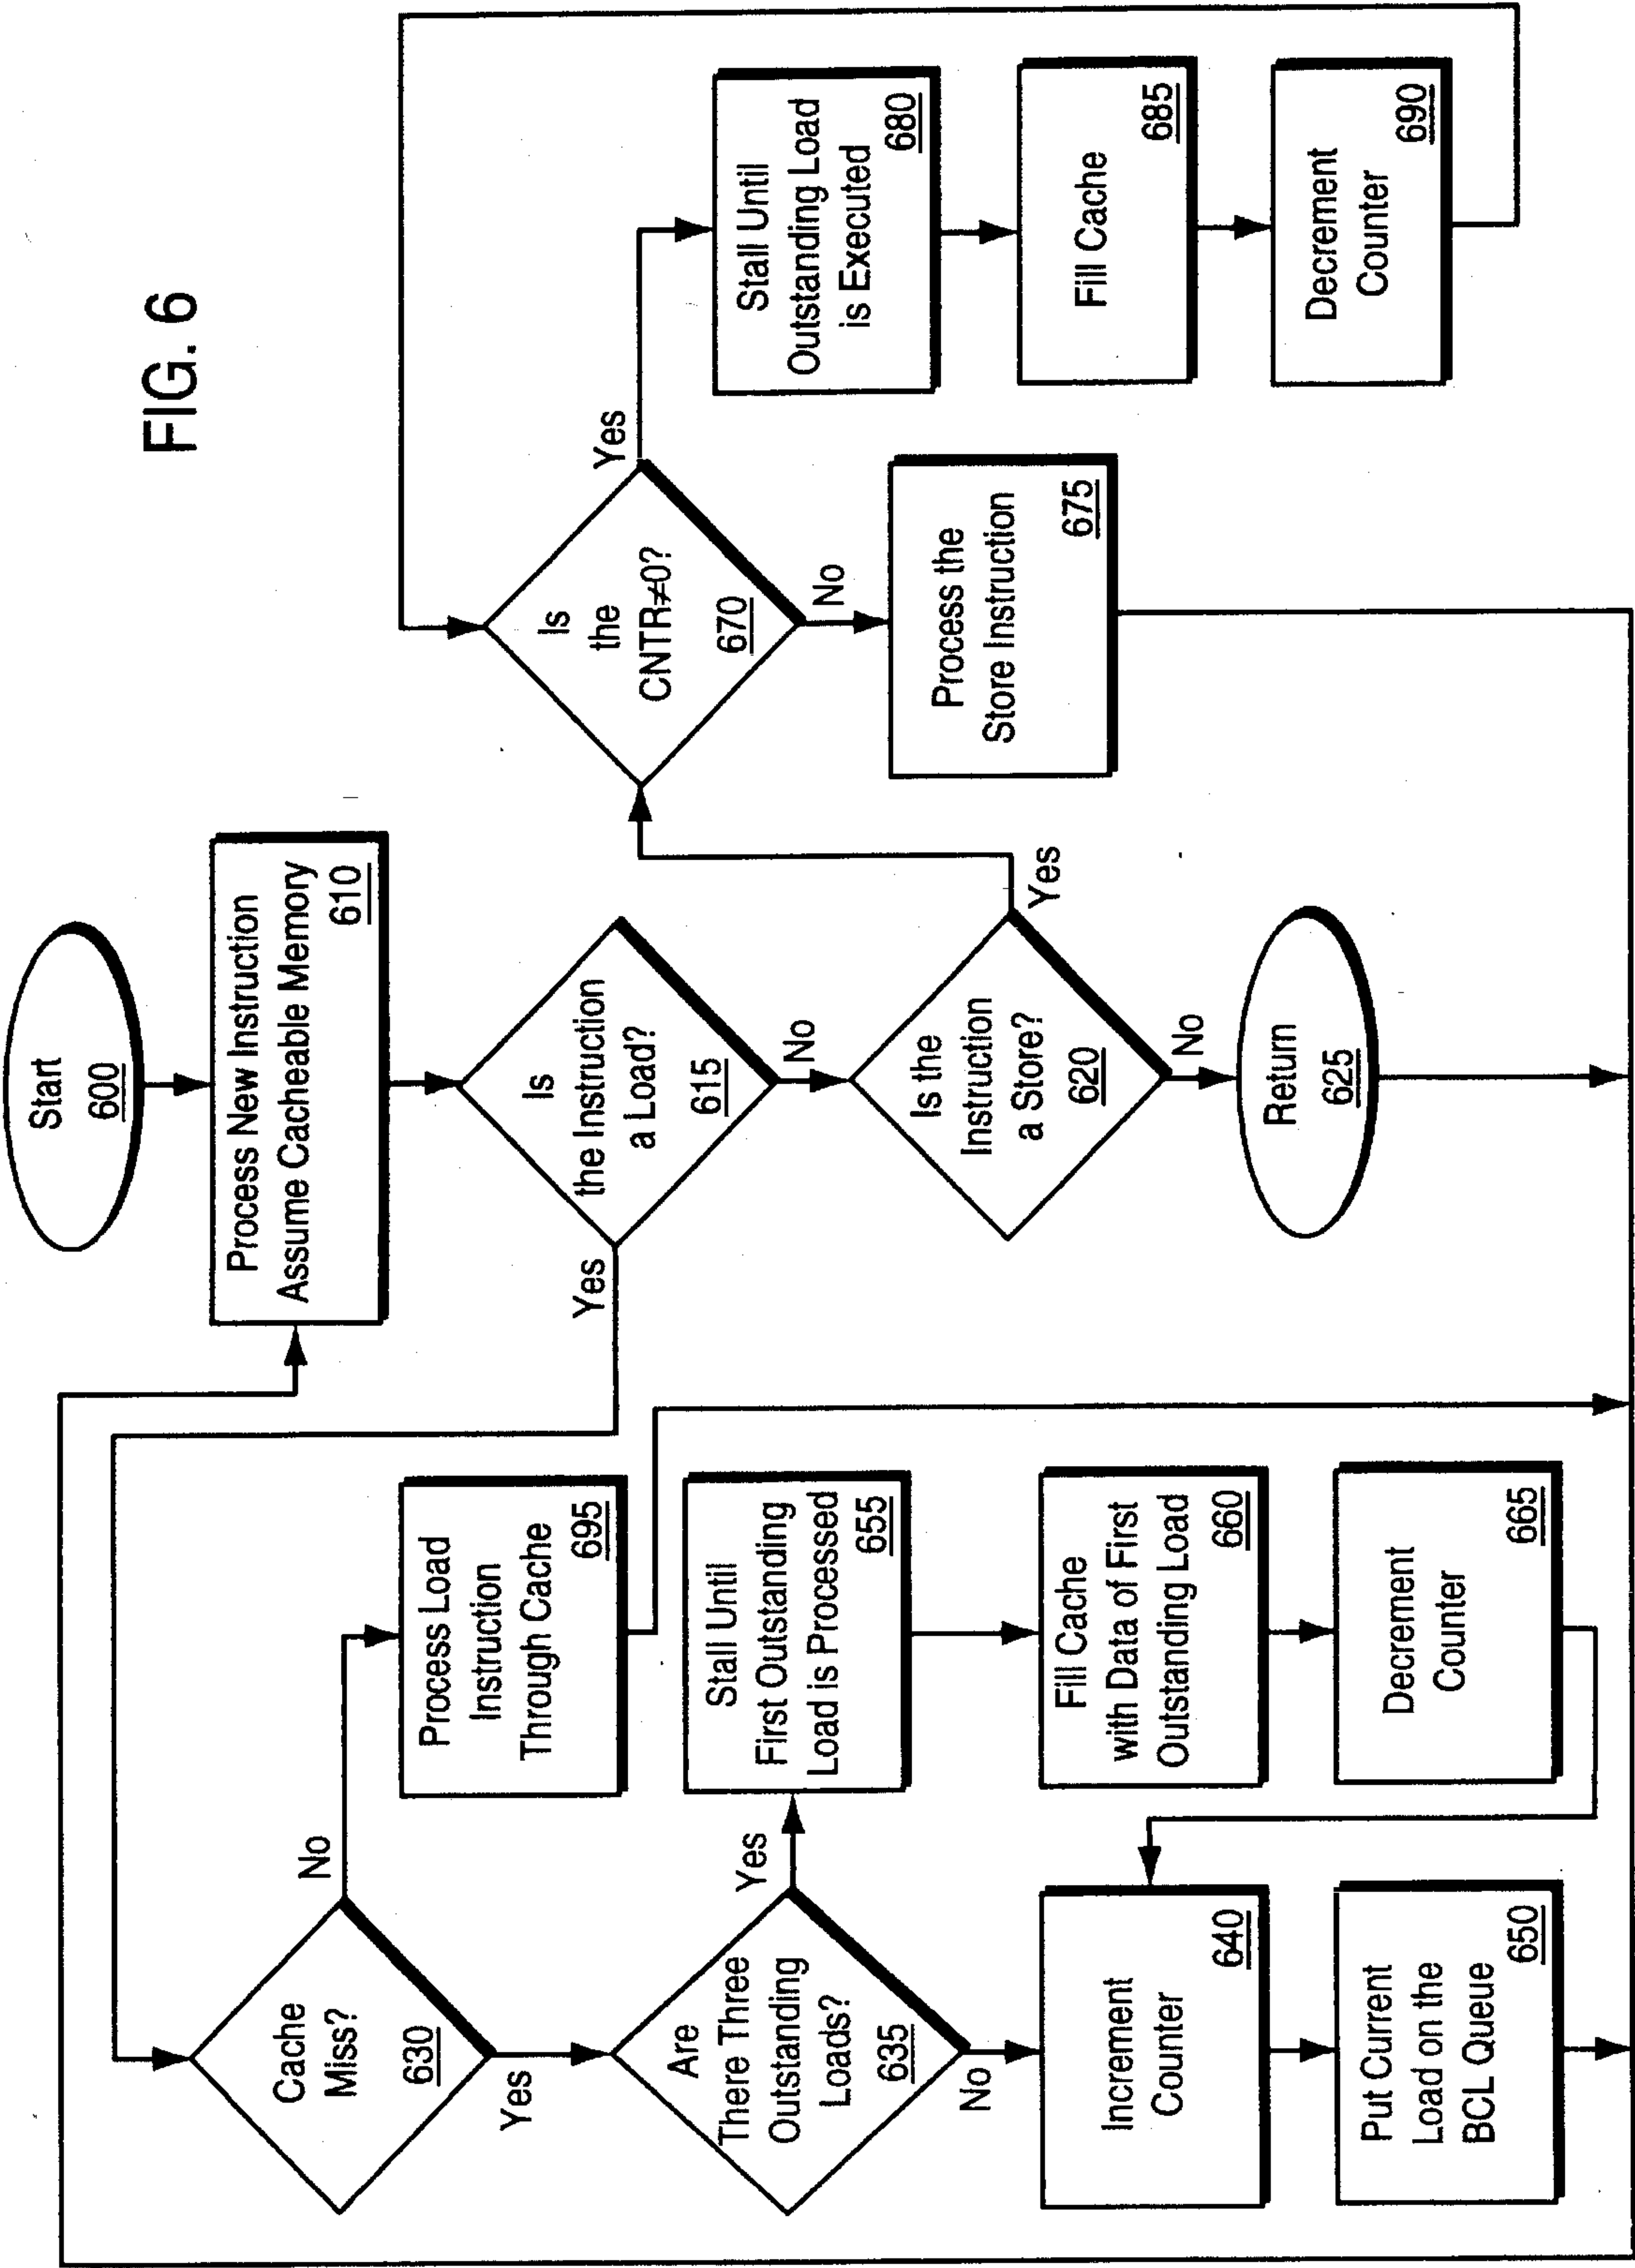 FIG. 6
Start
600
Process New Instruction
Assume Cacheable Memory
610
Is
the Instruction
a Load?
615
Yes
No
Is the
Instruction
a Store?
620
Yes
No
Return
625
Cache
Miss?
630
No
Yes
Process Load
Instruction
Through Cache
695
Are
There Three
Outstanding
Loads?
635
Yes
No
Stall Until
First Outstanding
Load is Processed
655
Fill Cache
with Data of First
Outstanding Load
660
Decrement
Counter
665
Increment
Counter
640
Put Current
Load on the
BCL Queue
650
Is
the
CNTR≠0?
670
Yes
No
Process the
Store Instruction
675
Stall Until
Outstanding Load
is Executed
680
Fill Cache
685
Decrement
Counter
690